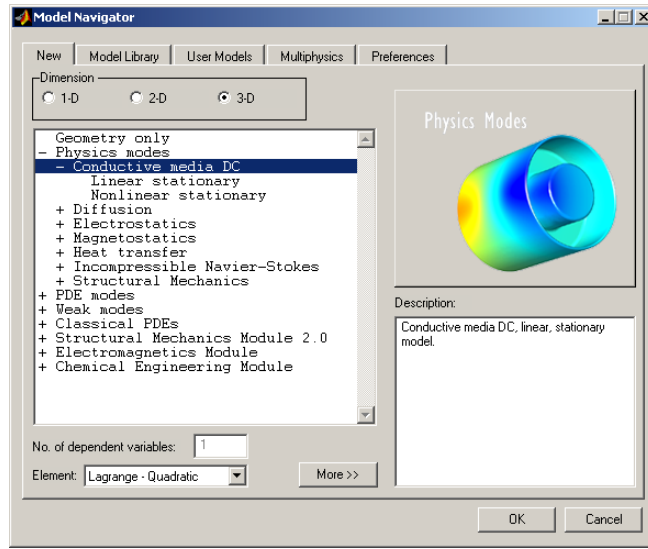 Model Navigator
New Model Library User Models Multiphysics Preferences
Dimension
1-D 2-D 3-D
Geometry only
- Physics modes
- Conductive media DC
Linear stationary
Nonlinear stationary
+ Diffusion
+ Electrostatics
+ Magnetostatics
+ Heat transfer
+ Incompressible Navier-Stokes
+ Structural Mechanics
+ PDE modes
+ Weak modes
+ Classical PDEs
+ Structural Mechanics Module 2.0
+ Electromagnetics Module
+ Chemical Engineering Module
Physics Modes
Description:
Conductive media DC, linear, stationary
model.
No. of dependent variables: 1
Element: Lagrange - Quadratic
More >>
OK Cancel